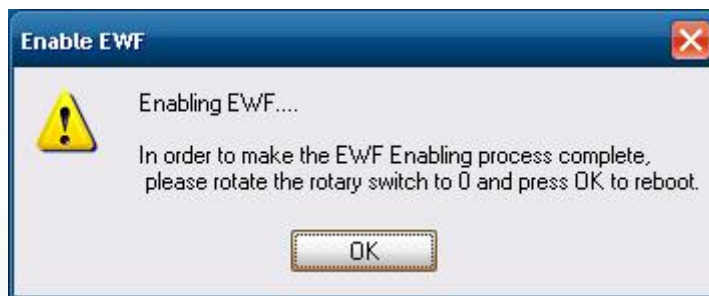 Enable EWF
Enabling EWF....
In order to make the EWF Enabling process complete,
please rotate the rotary switch to 0 and press OK to reboot.
OK